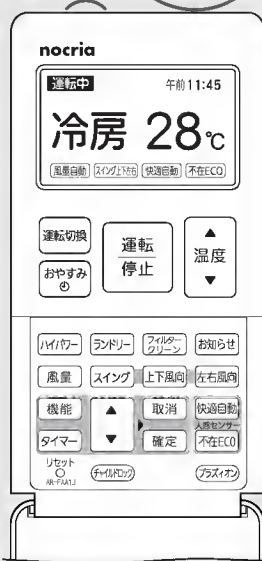 nocria
運転中 午前11:45
冷房 28℃
風量自動 スイング上下左右 快適自動 不在ECO
運転切換
運転
停止
温度
おやすみ
ハイパワー ランドリー フィルター
クリーン お知らせ
風量 スイング 上下風向 左右風向
機能 取消 快適自動
人感センサー
タイマー 確定 不在ECO
リセット
AR-FAA1J
チャイルドロック プラズィオン